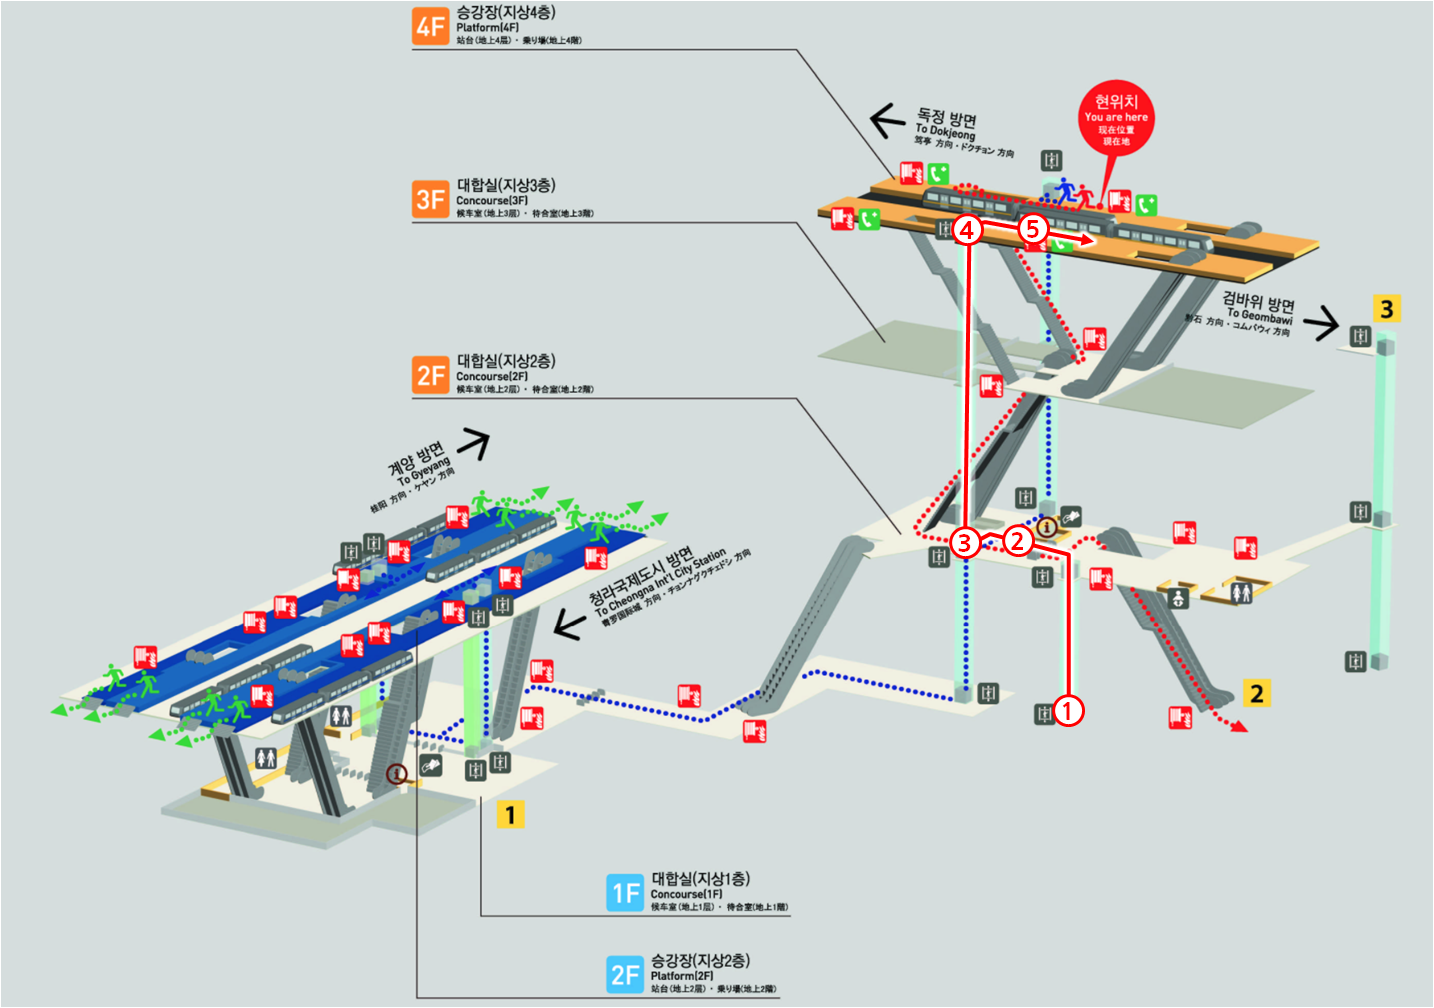 4F
승강장(지상4층)
Platform(4F)
站台(地上4层)・乗り場(地上4階)
3F
대합실(지상3층)
Concourse(3F)
候车室(地上3层)・待合室(地上3階)
2F
대합실(지상2층)
Concourse(2F)
候车室(地上2层)・待合室(地上2階)
독정 방면
To Dokjeong
笃亭 方向・ドクチョン 方向
현위치
You are here
现在位置
現在地
검바위 방면
To Geombawi
黔石 方向・コムバウィ 方向
3
계양 방면
To Gyeyang
桂阳 方向・ケヤン 方向
청라국제도시 방면
To Cheongna Int'l City Station
青罗国际城 方向・チョンナグクチェドシ 方向
4
5
3
2
1
i
2
i
1
1F
대합실(지상1층)
Concourse(1F)
候车室(地上1层)・待合室(地上1階)
2F
승강장(지상2층)
Platform(2F)
站台(地上2层)・乗り場(地上2階)